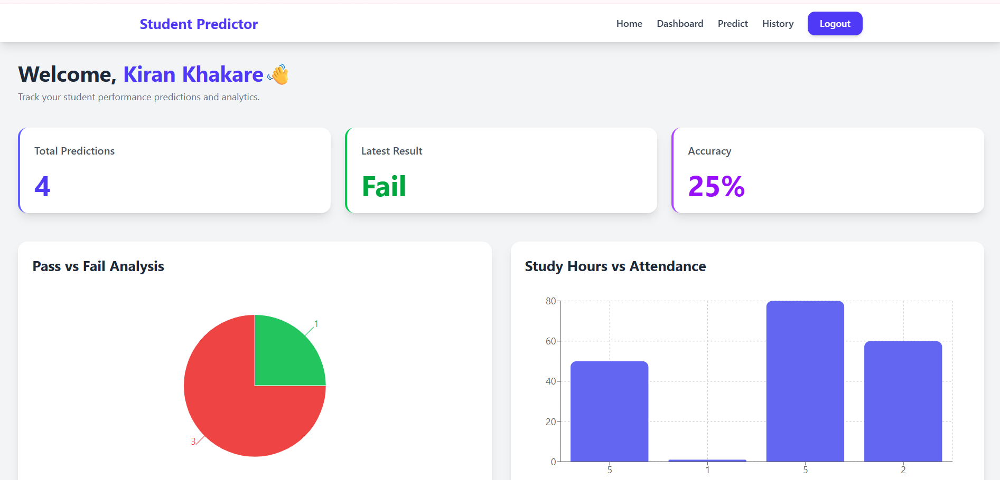 Student Predictor
Home Dashboard Predict History Logout
Welcome, Kiran Khakare 👋
Track your student performance predictions and analytics.
Total Predictions
4
Latest Result
Fail
Accuracy
25%
Pass vs Fail Analysis
1
3
Study Hours vs Attendance
80
60
40
20
0
5 1 5 2